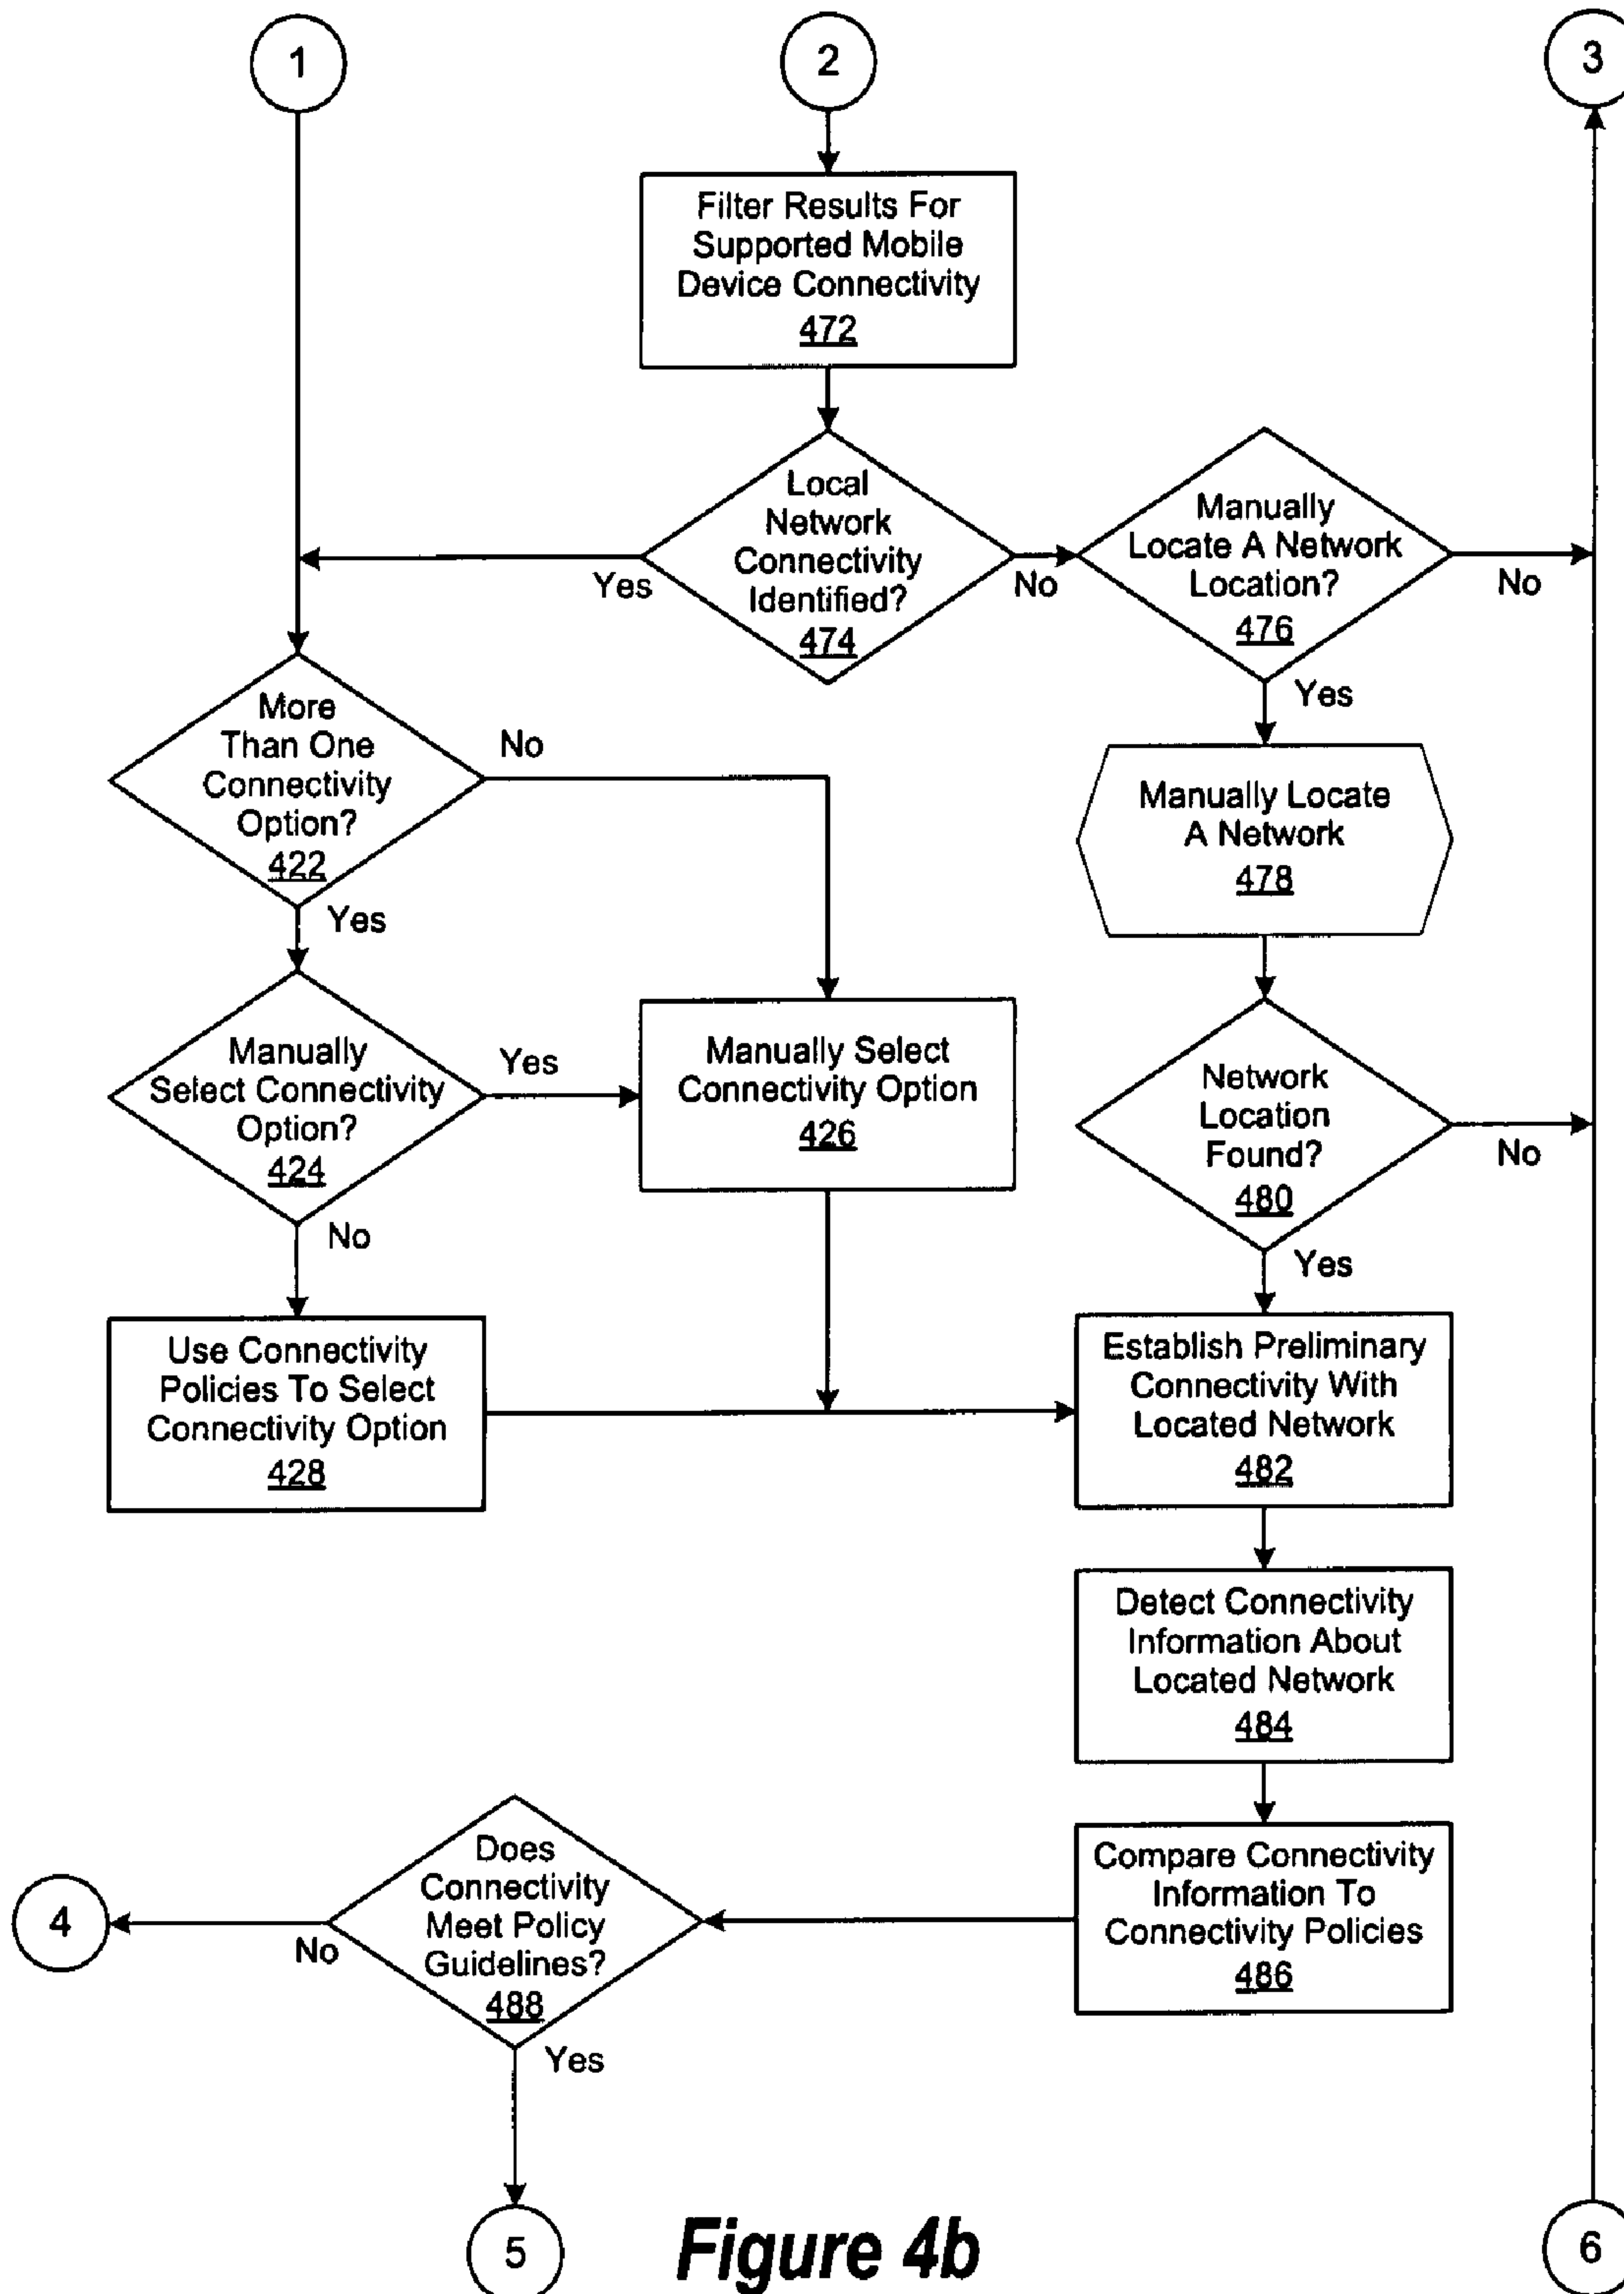 1
2
3
Filter Results For
Supported Mobile
Device Connectivity
472
Local
Network
Connectivity
Identified?
474
Yes
No
Manually
Locate A Network
Location?
476
No
Yes
More
Than One
Connectivity
Option?
422
No
Yes
Manually Locate
A Network
478
Manually
Select Connectivity
Option?
424
Yes
No
Manually Select
Connectivity Option
426
Network
Location
Found?
480
No
Yes
Use Connectivity
Policies To Select
Connectivity Option
428
Establish Preliminary
Connectivity With
Located Network
482
Detect Connectivity
Information About
Located Network
484
Compare Connectivity
Information To
Connectivity Policies
486
Does
Connectivity
Meet Policy
Guidelines?
488
No
Yes
4
5
6
Figure 4b